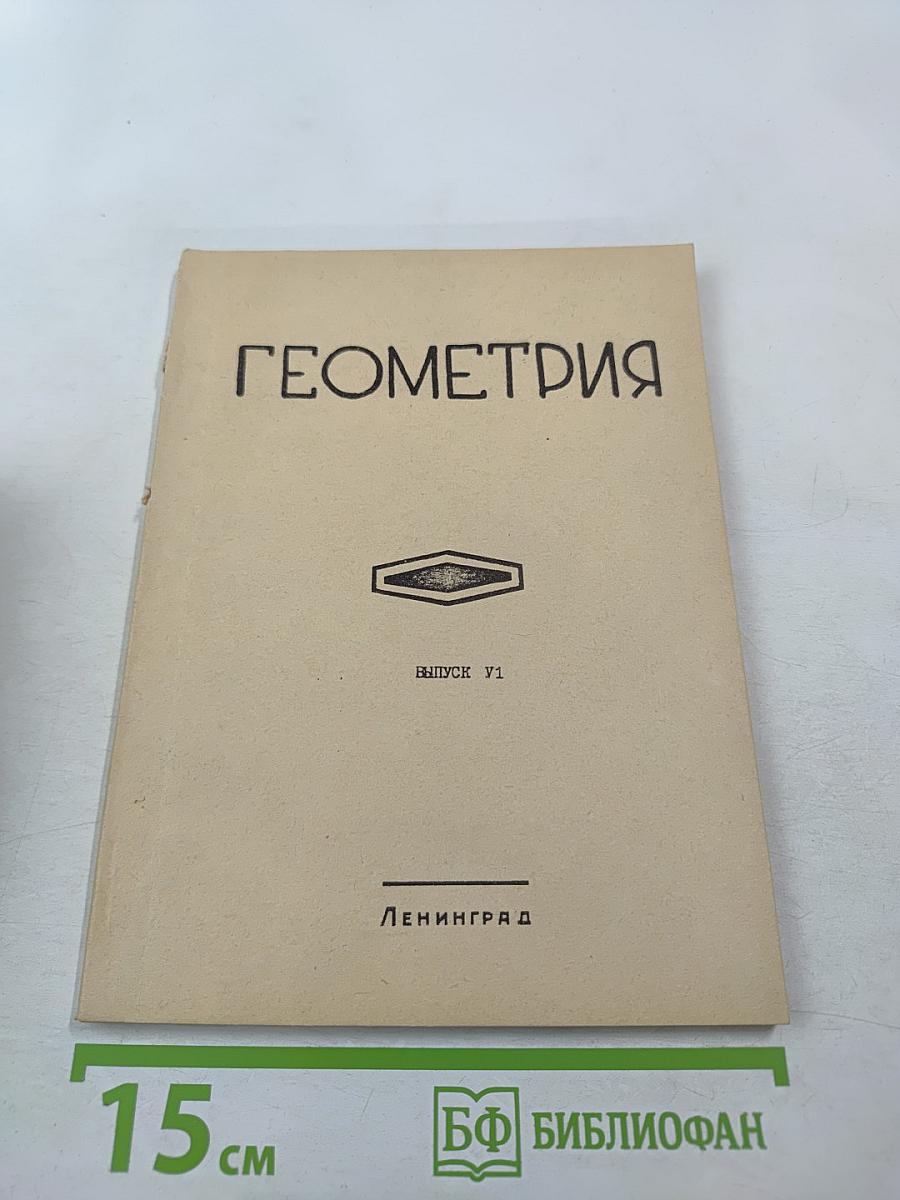 ГЕОМЕТРИЯ
ВЫПУСК У1
ЛЕНИНГРАД
15 см
БФ БИБЛИОФАН